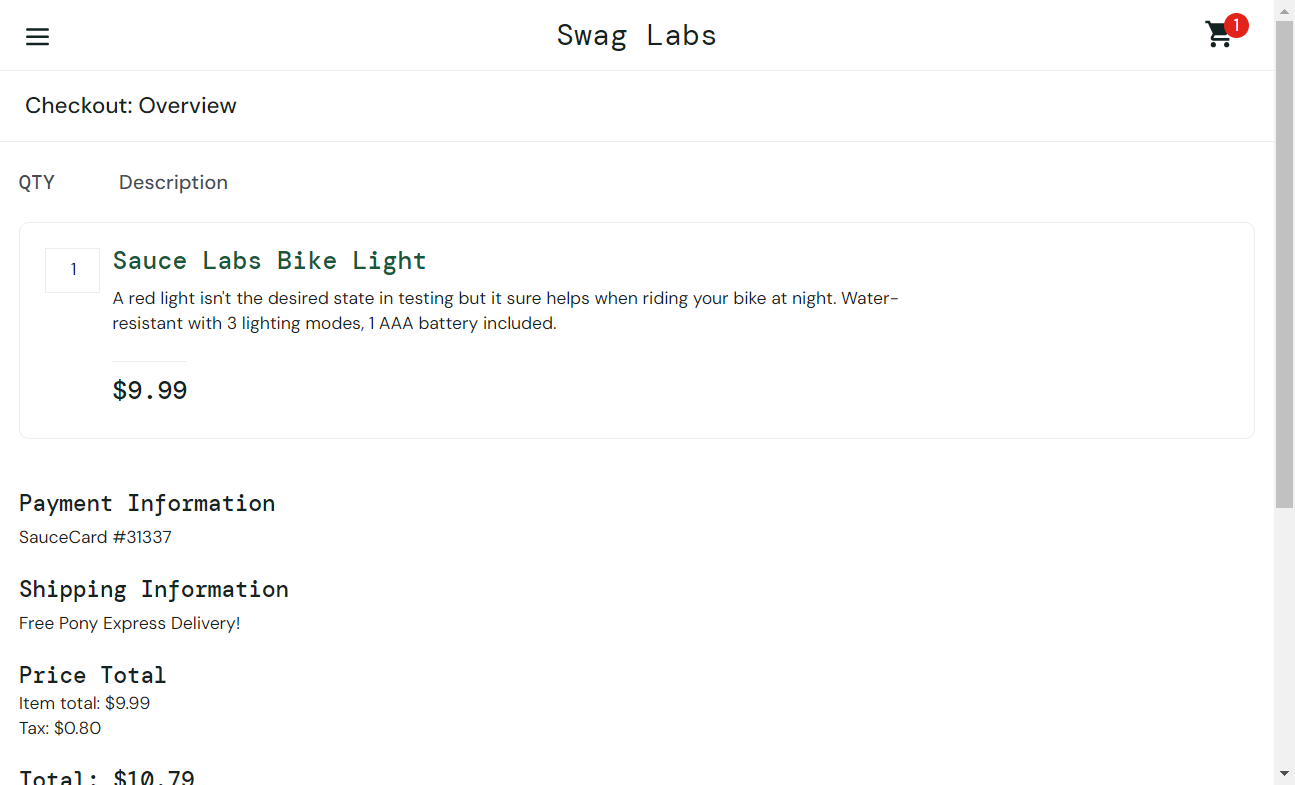 Swag Labs
1
Checkout: Overview
QTY Description
1
Sauce Labs Bike Light
A red light isn't the desired state in testing but it sure helps when riding your bike at night. Water-
resistant with 3 lighting modes, 1 AAA battery included.
$9.99
Payment Information
SauceCard #31337
Shipping Information
Free Pony Express Delivery!
Price Total
Item total: $9.99
Tax: $0.80
Total: $10.79